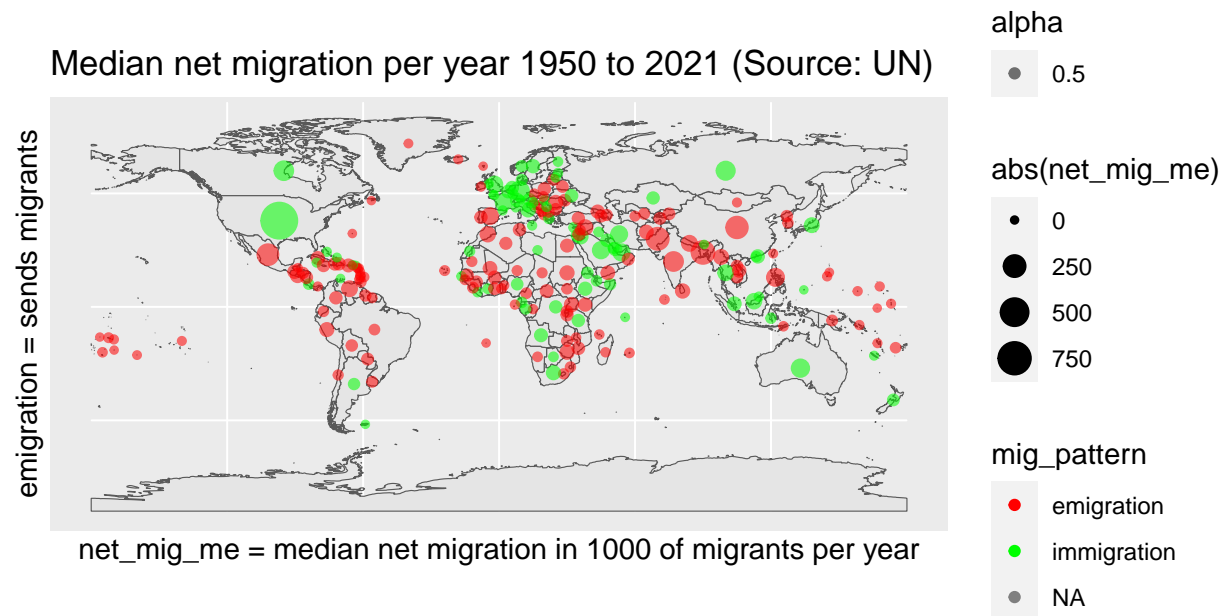 Median net migration per year 1950 to 2021 (Source: UN)
emigration = sends migrants
net_mig_me = median net migration in 1000 of migrants per year
alpha
0.5
abs(net_mig_me)
0
250
500
750
mig_pattern
emigration
immigration
NA